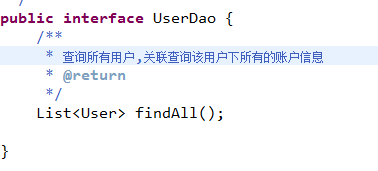 */
public interface UserDao {
/**
* 查询所有用户,关联查询该用户下所有的账户信息
* @return
*/
List<User> findAll();
}